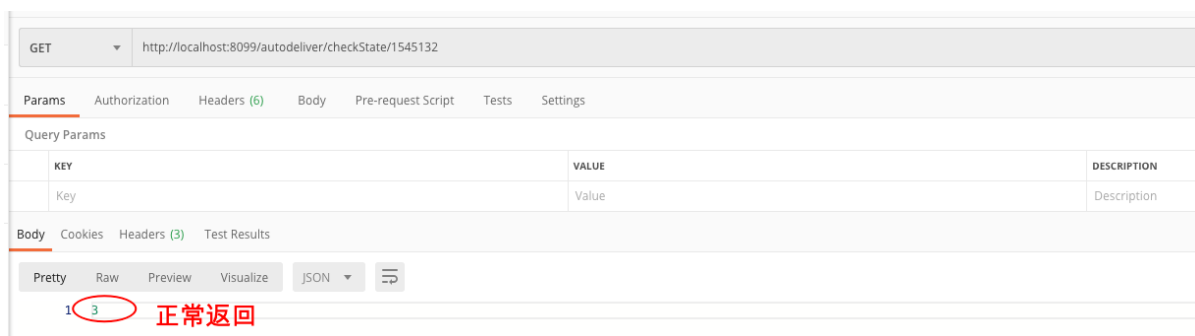 GET http://localhost:8099/autodeliver/checkState/1545132
Params Authorization Headers (6) Body Pre-request Script Tests Settings
Query Params
KEY VALUE DESCRIPTION
Key Value Description
Body Cookies Headers (3) Test Results
Pretty Raw Preview Visualize JSON
1 3 正常返回